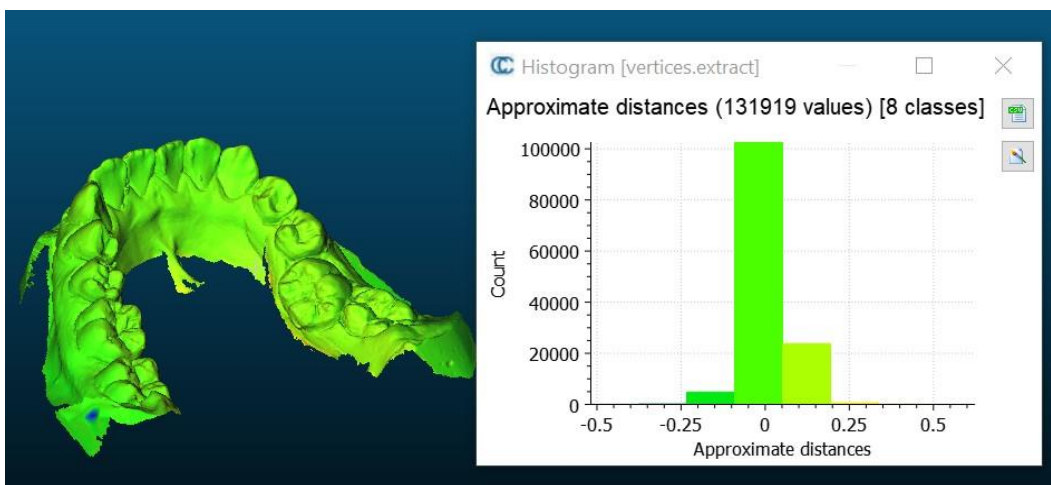 Histogram [vertices.extract]
Approximate distances (131919 values) [8 classes]
CSV
100000
80000
60000
40000
20000
0
Count
-0.5 -0.25 0 0.25 0.5
Approximate distances